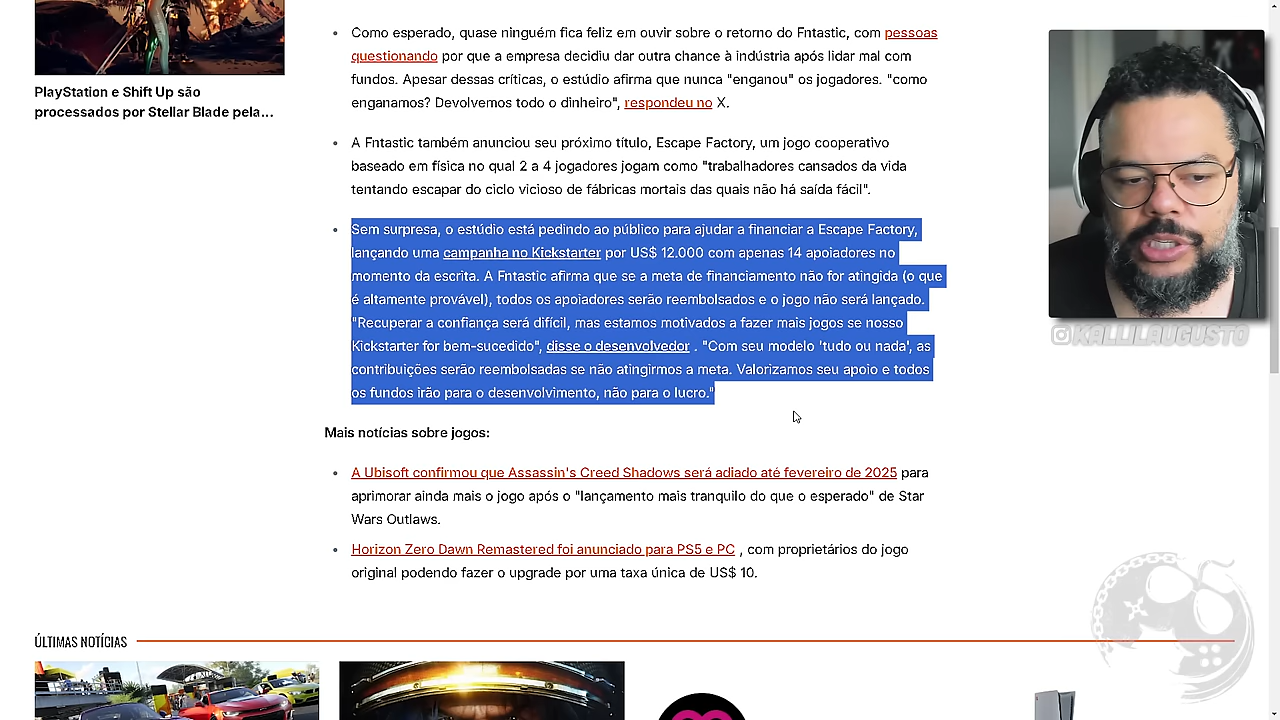 PlayStation e Shift Up são
processados por Stellar Blade pela...
Como esperado, quase ninguém fica feliz em ouvir sobre o retorno do Fntastic, com pessoas
questionando por que a empresa decidiu dar outra chance à indústria após lidar mal com
fundos. Apesar dessas críticas, o estúdio afirma que nunca "enganou" os jogadores. "como
enganamos? Devolvemos todo o dinheiro", respondeu no X.
A Fntastic também anunciou seu próximo título, Escape Factory, um jogo cooperativo
baseado em física no qual 2 a 4 jogadores jogam como "trabalhadores cansados da vida
tentando escapar do ciclo vicioso de fábricas mortais das quais não há saída fácil".
Sem surpresa, o estúdio está pedindo ao público para ajudar a financiar a Escape Factory,
lançando uma campanha no Kickstarter por US$ 12.000 com apenas 14 apoiadores no
momento da escrita. A Fntastic afirma que se a meta de financiamento não for atingida (o que
é altamente provável), todos os apoiadores serão reembolsados e o jogo não será lançado.
"Recuperar a confiança será difícil, mas estamos motivados a fazer mais jogos se nosso
Kickstarter for bem-sucedido", disse o desenvolvedor . "Com seu modelo 'tudo ou nada', as
contribuições serão reembolsadas se não atingirmos a meta. Valorizamos seu apoio e todos
os fundos irão para o desenvolvimento, não para o lucro."
@KALLILAUGUSTO
Mais notícias sobre jogos:
A Ubisoft confirmou que Assassin's Creed Shadows será adiado até fevereiro de 2025 para
aprimorar ainda mais o jogo após o "lançamento mais tranquilo do que o esperado" de Star
Wars Outlaws.
Horizon Zero Dawn Remastered foi anunciado para PS5 e PC , com proprietários do jogo
original podendo fazer o upgrade por uma taxa única de US$ 10.
ÚLTIMAS NOTÍCIAS